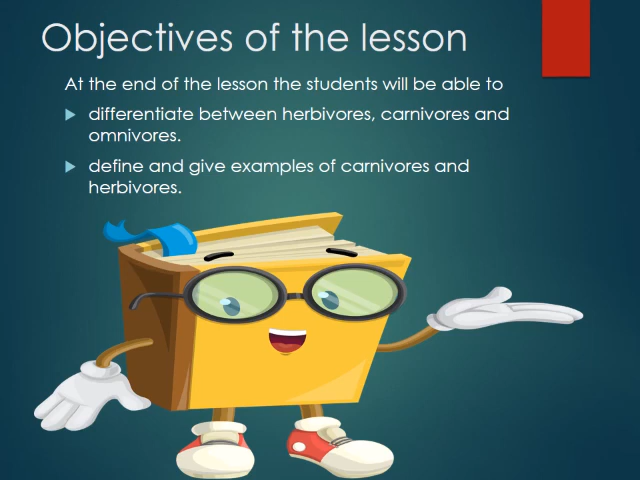 Objectives of the lesson
At the end of the lesson the students will be able to
differentiate between herbivores, carnivores and
omnivores.
define and give examples of carnivores and
herbivores.